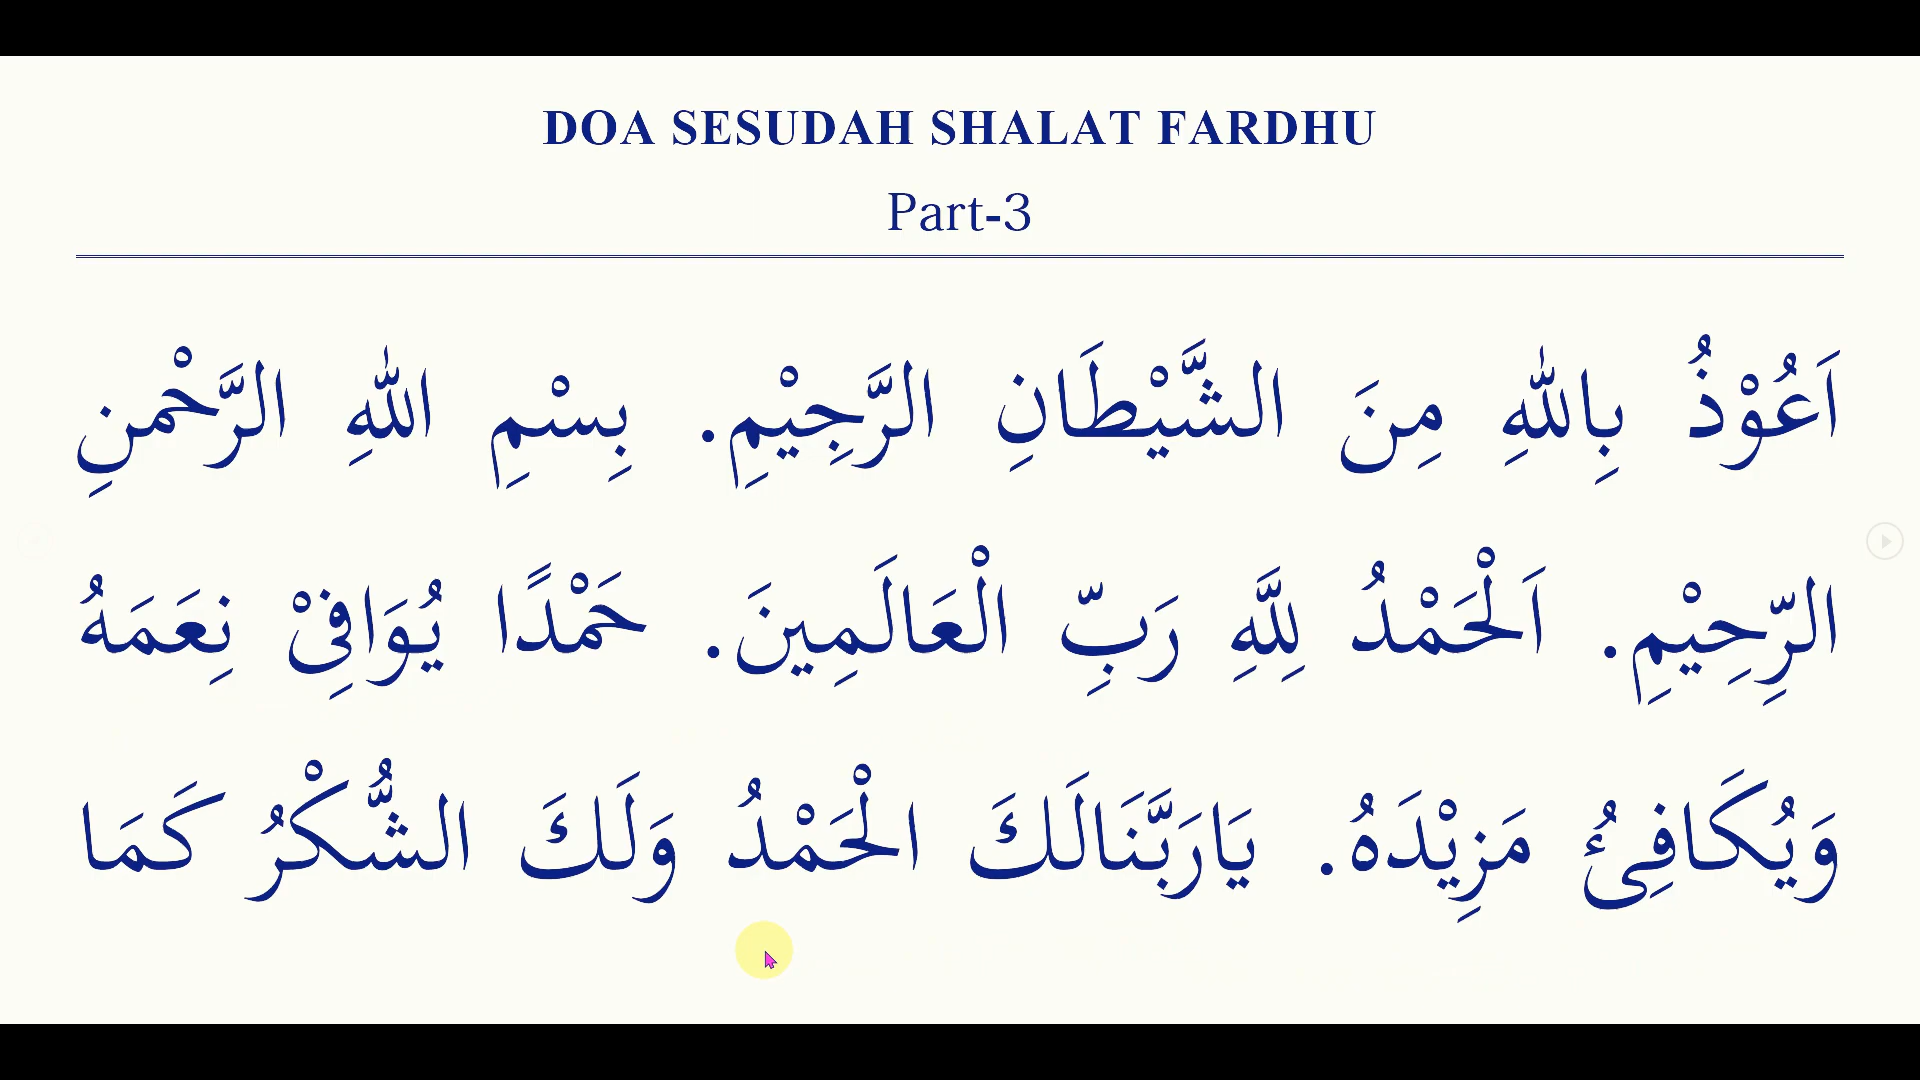 DOA SESUDAH SHALAT FARDHU
Part-3
اَعُوْذُ بِاللهِ مِنَ الشَّيْطَانِ الرَّجِيْمِ. بِسْمِ اللهِ الرَّحْمنِ
الرَّحِيْمِ. اَلْحَمْدُ لِلَّهِ رَبِّ الْعَالَمِينَ. حَمْدًا يُوَافِيْ نِعَمَهُ
وَيُكَافِىُٔ مَزِيْدَهُ. يَارَبَّنَالَكَ الْحَمْدُ وَلَكَ الشُّكْرُ كَمَا